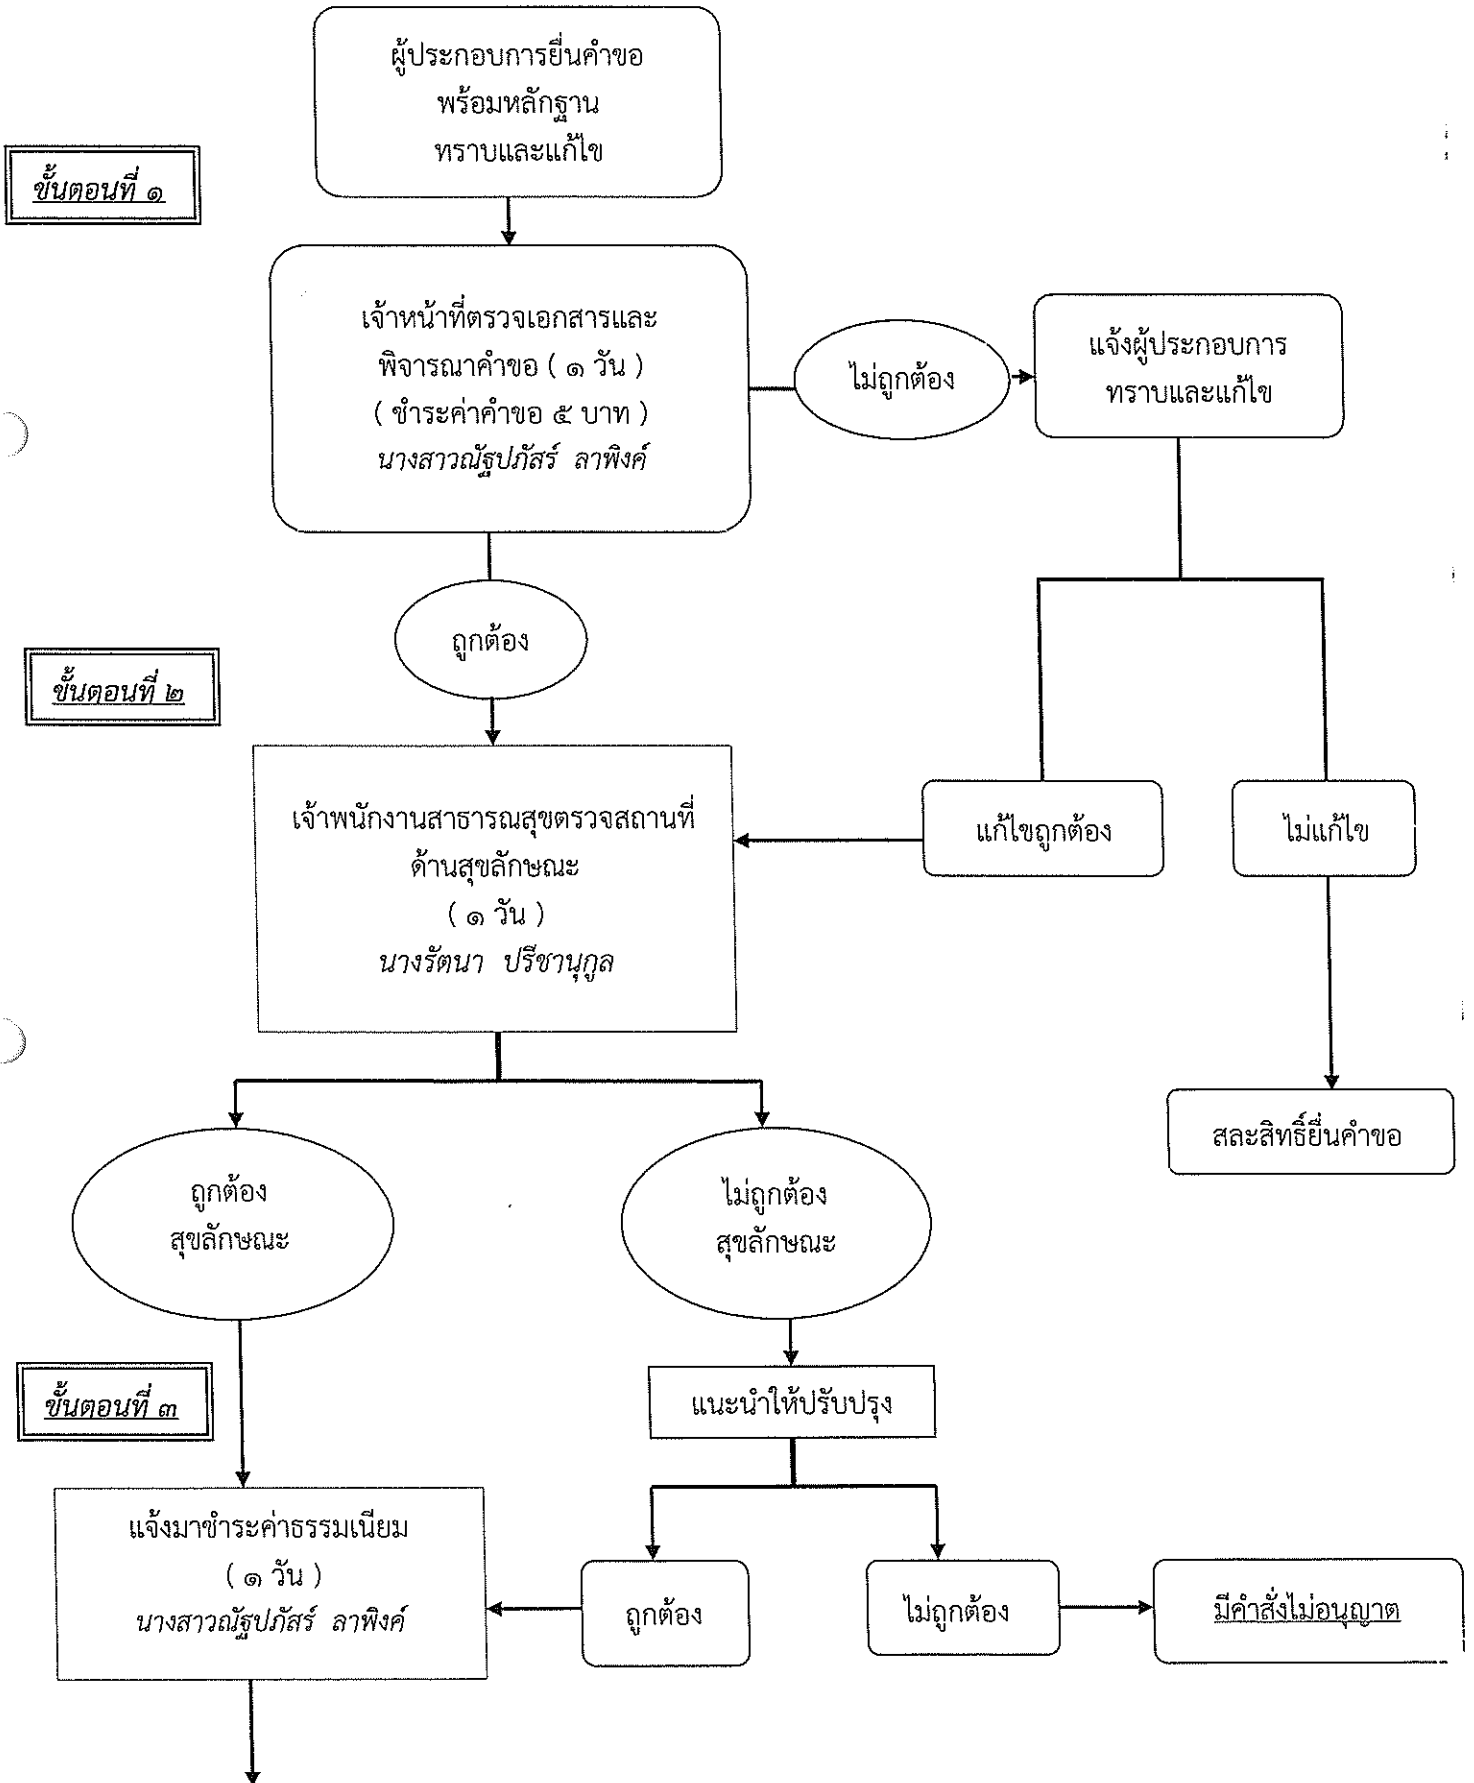 ผู้ประกอบการยื่นคำขอ
พร้อมหลักฐาน
ทราบและแก้ไข
ขั้นตอนที่ ๑
เจ้าหน้าที่ตรวจเอกสารและ
พิจารณาคำขอ ( ๑ วัน )
( ชำระค่าคำขอ ๕ บาท )
นางสาวณัฐปภัสร์ ลาพิงค์
ไม่ถูกต้อง
แจ้งผู้ประกอบการ
ทราบและแก้ไข
ถูกต้อง
ขั้นตอนที่ ๒
เจ้าพนักงานสาธารณสุขตรวจสถานที่
ด้านสุขลักษณะ
( ๑ วัน )
นางรัตนา ปรีชานุกูล
แก้ไขถูกต้อง
ไม่แก้ไข
สละสิทธิ์ยื่นคำขอ
ถูกต้อง
สุขลักษณะ
ไม่ถูกต้อง
สุขลักษณะ
ขั้นตอนที่ ๓
แนะนำให้ปรับปรุง
แจ้งมาชำระค่าธรรมเนียม
( ๑ วัน )
นางสาวณัฐปภัสร์ ลาพิงค์
ถูกต้อง
ไม่ถูกต้อง
มีคำสั่งไม่อนุญาต